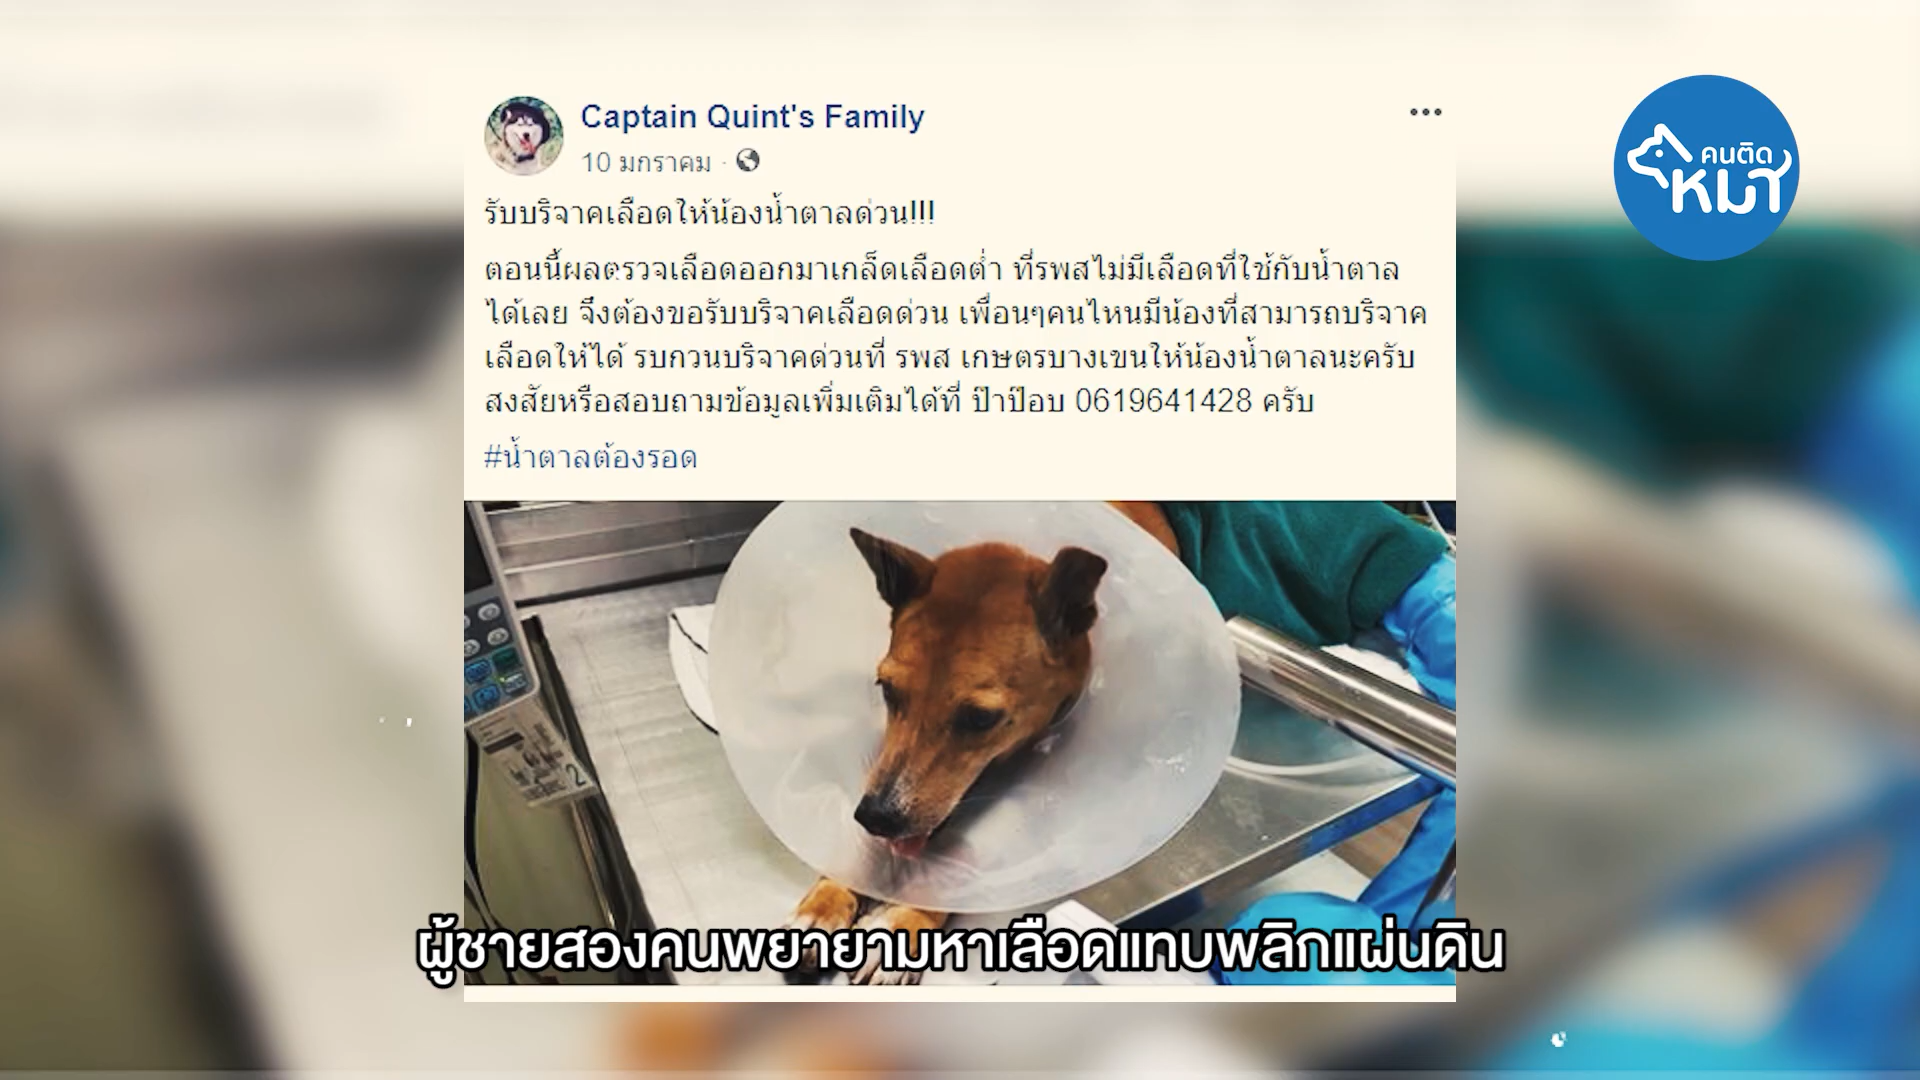 Captain Quint's Family
10 มกราคม ·
คนติด
หมา
รับบริจาคเลือดให้น้องน้ำตาลด่วน!!!
ตอนนี้ผลตรวจเลือดออกมาเกล็ดเลือดต่ำ ที่รพสไม่มีเลือดที่ใช้กับน้ำตาล
ได้เลย จึงต้องขอรับบริจาคเลือดด่วน เพื่อนๆคนไหนมีน้องที่สามารถบริจาค
เลือดให้ได้ รบกวนบริจาคด่วนที่ รพส เกษตรบางเขนให้น้องน้ำตาลนะครับ
สงสัยหรือสอบถามข้อมูลเพิ่มเติมได้ที่ ป๊าป๊อบ 0619641428 ครับ
#น้ำตาลต้องรอด
2
ผู้ชายสองคนพยายามหาเลือดแทบพลิกแผ่นดิน